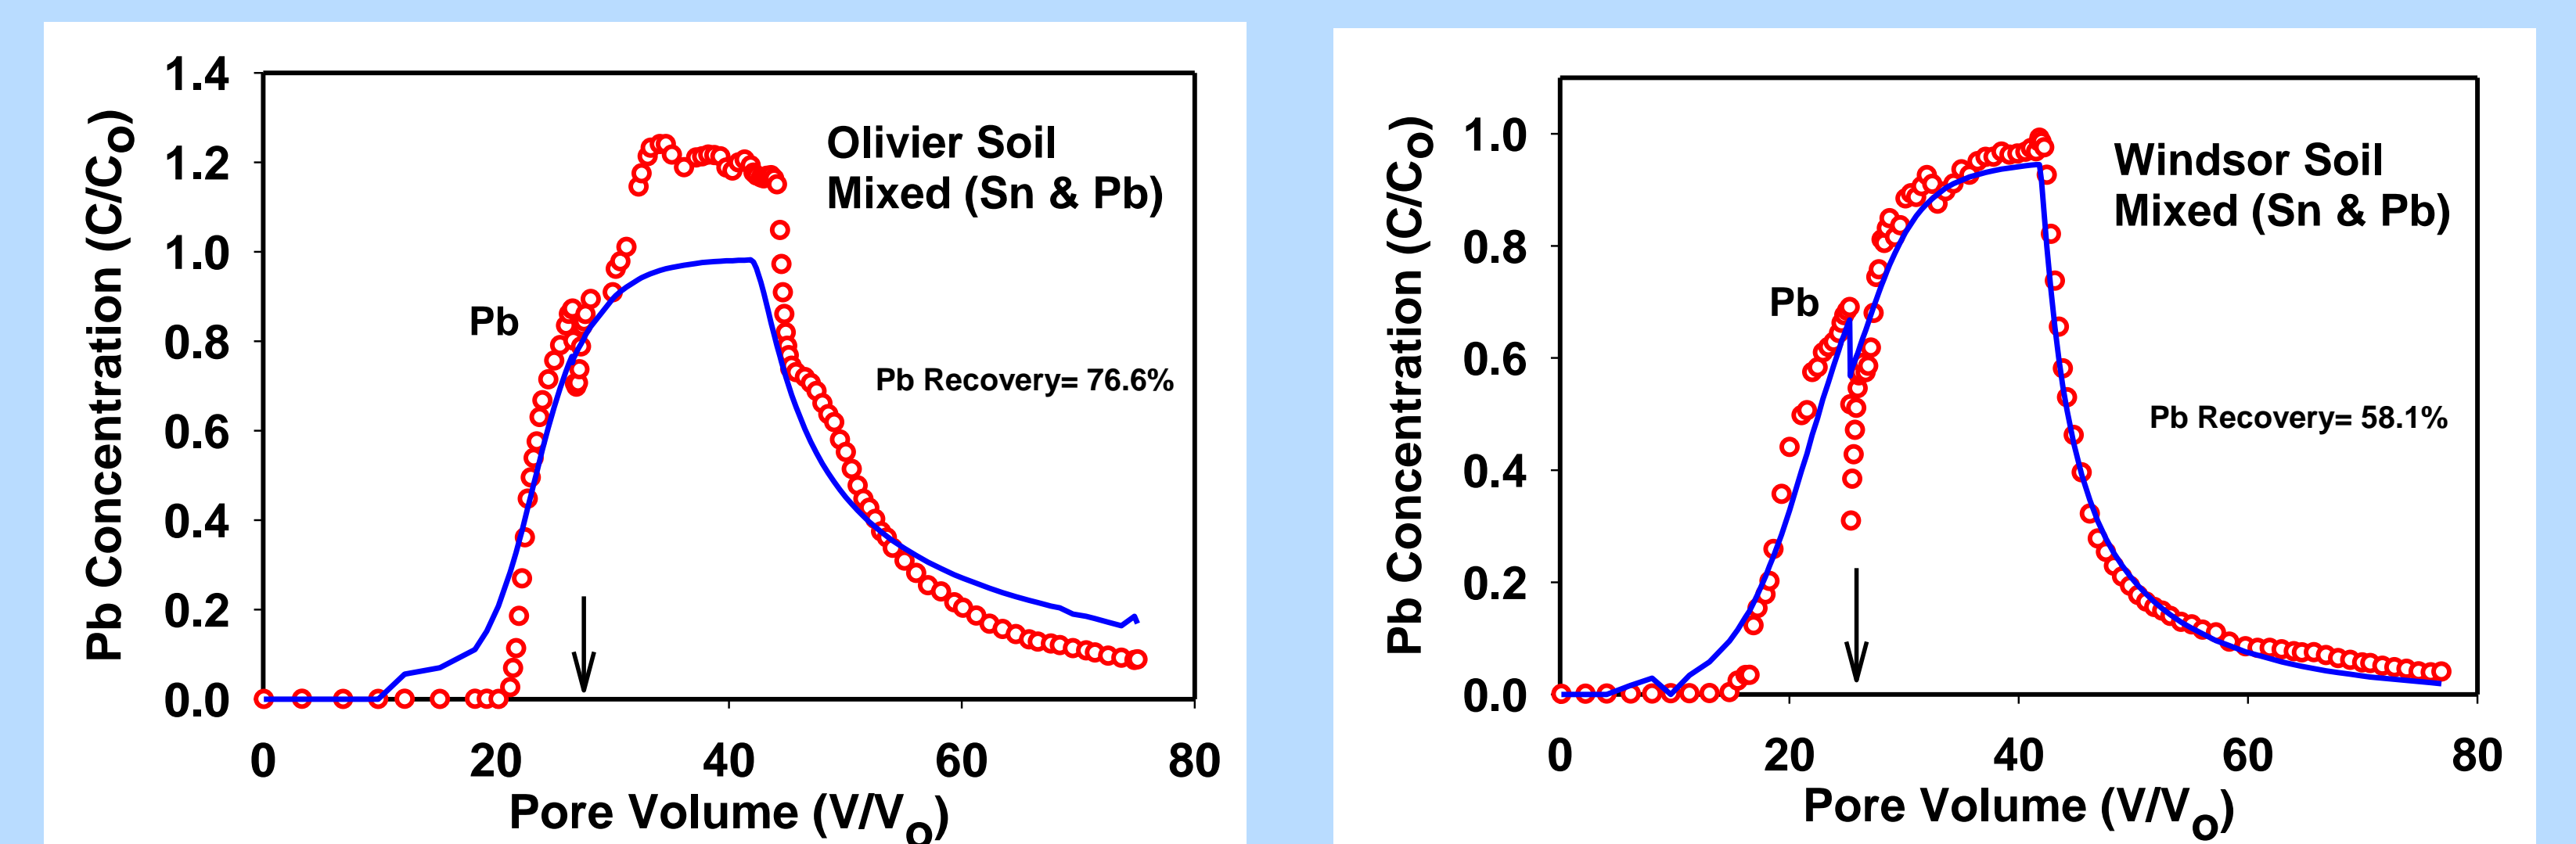 Pb Concentration (C/Co)
1.4
1.2
1.0
0.8
0.6
0.4
0.2
0.0
Olivier Soil
Mixed (Sn & Pb)
Pb
Pb Recovery= 76.6%
0 20 40 60 80
Pore Volume (V/Vo)
Pb Concentration (C/Co)
1.0
0.8
0.6
0.4
0.2
0.0
Windsor Soil
Mixed (Sn & Pb)
Pb
Pb Recovery= 58.1%
0 20 40 60 80
Pore Volume (V/Vo)